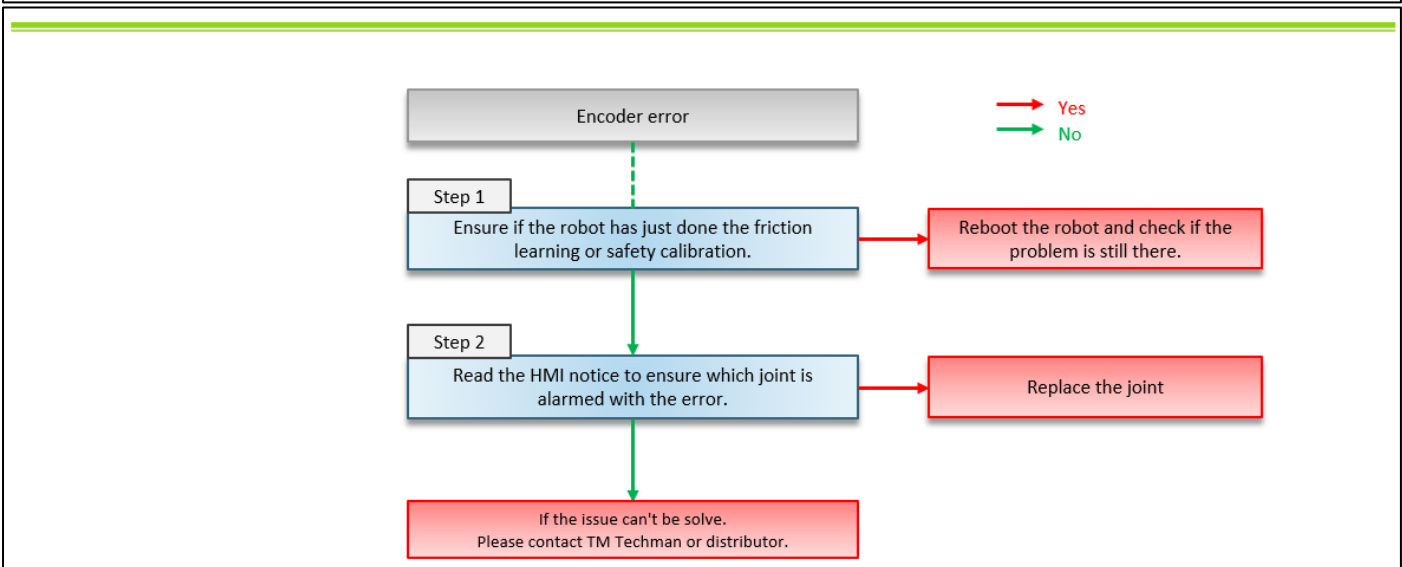 Encoder error
Yes
No
Step 1
Ensure if the robot has just done the friction
learning or safety calibration.
Reboot the robot and check if the
problem is still there.
Step 2
Read the HMI notice to ensure which joint is
alarmed with the error.
Replace the joint
If the issue can't be solve.
Please contact TM Techman or distributor.